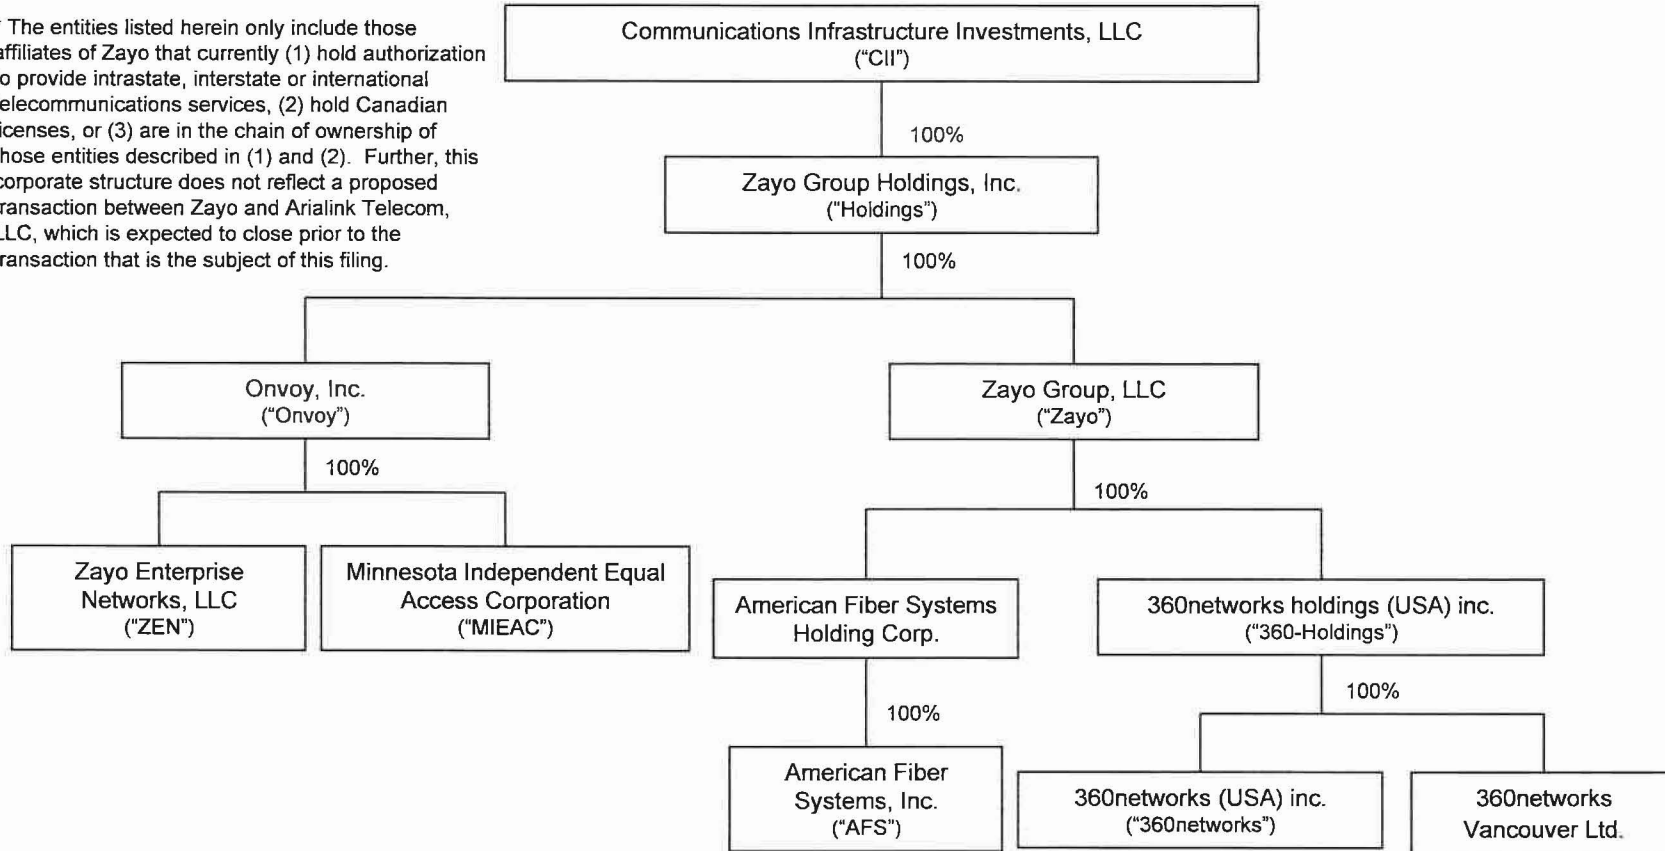 The entities listed herein only include those
affiliates of Zayo that currently (1) hold authorization
to provide intrastate, interstate or international
telecommunications services, (2) hold Canadian
licenses, or (3) are in the chain of ownership of
those entities described in (1) and (2).  Further, this
corporate structure does not reflect a proposed
transaction between Zayo and Arialink Telecom,
LLC, which is expected to close prior to the
transaction that is the subject of this filing.
Communications Infrastructure Investments, LLC
("CII")
100%
Zayo Group Holdings, Inc.
("Holdings")
100%
Onvoy, Inc.
("Onvoy")
Zayo Group, LLC
("Zayo")
100%
100%
Zayo Enterprise
Networks, LLC
("ZEN")
Minnesota Independent Equal
Access Corporation
("MIEAC")
American Fiber Systems
Holding Corp.
360networks holdings (USA) inc.
("360-Holdings")
100%
100%
American Fiber
Systems, Inc.
("AFS")
360networks (USA) inc.
("360networks")
360networks
Vancouver Ltd.